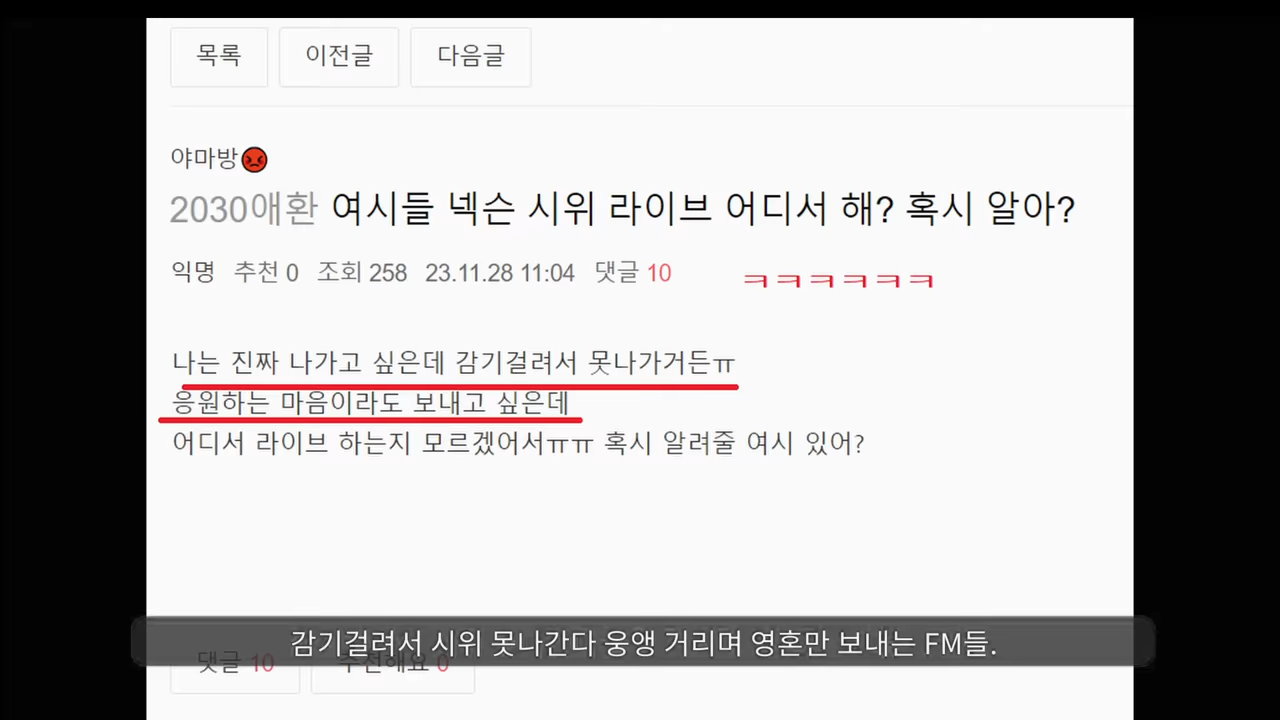 목록 이전글 다음글
야마방
2030애환 여시들 넥슨 시위 라이브 어디서 해? 혹시 알아?
익명 추천 0 조회 258 23.11.28 11:04 댓글 10 ㅋㅋㅋㅋㅋㅋ
나는 진짜 나가고 싶은데 감기걸려서 못나가거든ㅠ
응원하는 마음이라도 보내고 싶은데
어디서 라이브 하는지 모르겠어서ㅠㅠ 혹시 알려줄 여시 있어?
감기걸려서 시위 못나간다 웅앵 거리며 영혼만 보내는 FM들.
댓글 10 추천해요 0